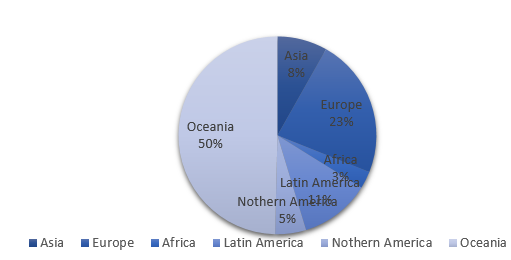 Asia
8%
Europe
23%
Africa
3%
Latin America
11%
Nothern America
5%
Oceania
50%
Asia Europe Africa Latin America Nothern America Oceania